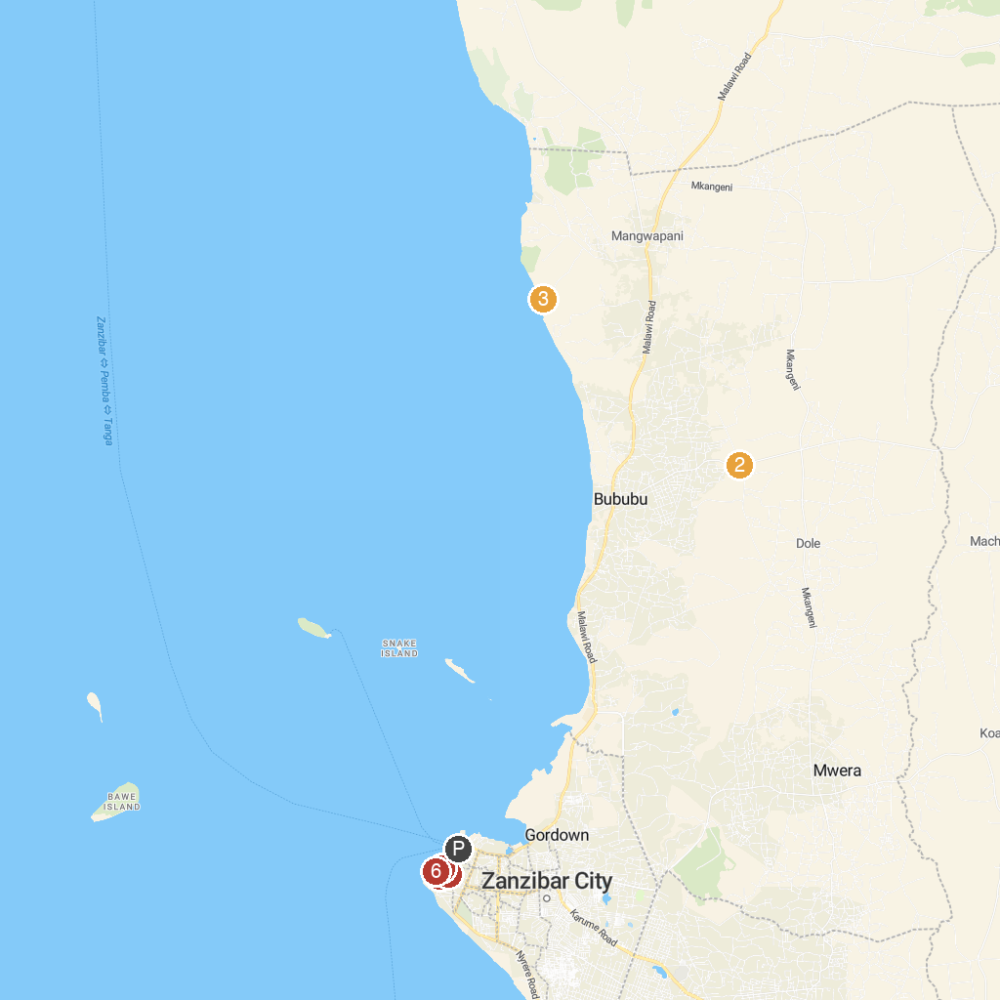 Malawi Road
Mkangeni
Mangwapani
3
Malawi Road
Zanzibar ⇔ Pemba ⇔ Tanga
Mkangeni
2
Bububu
Dole
Mach
Mkangeni
Malawi Road
SNAKE
ISLAND
Koa
Mwera
BAWE
ISLAND
Gordown
P
6
Zanzibar City
Karume Road
Nyrere Road